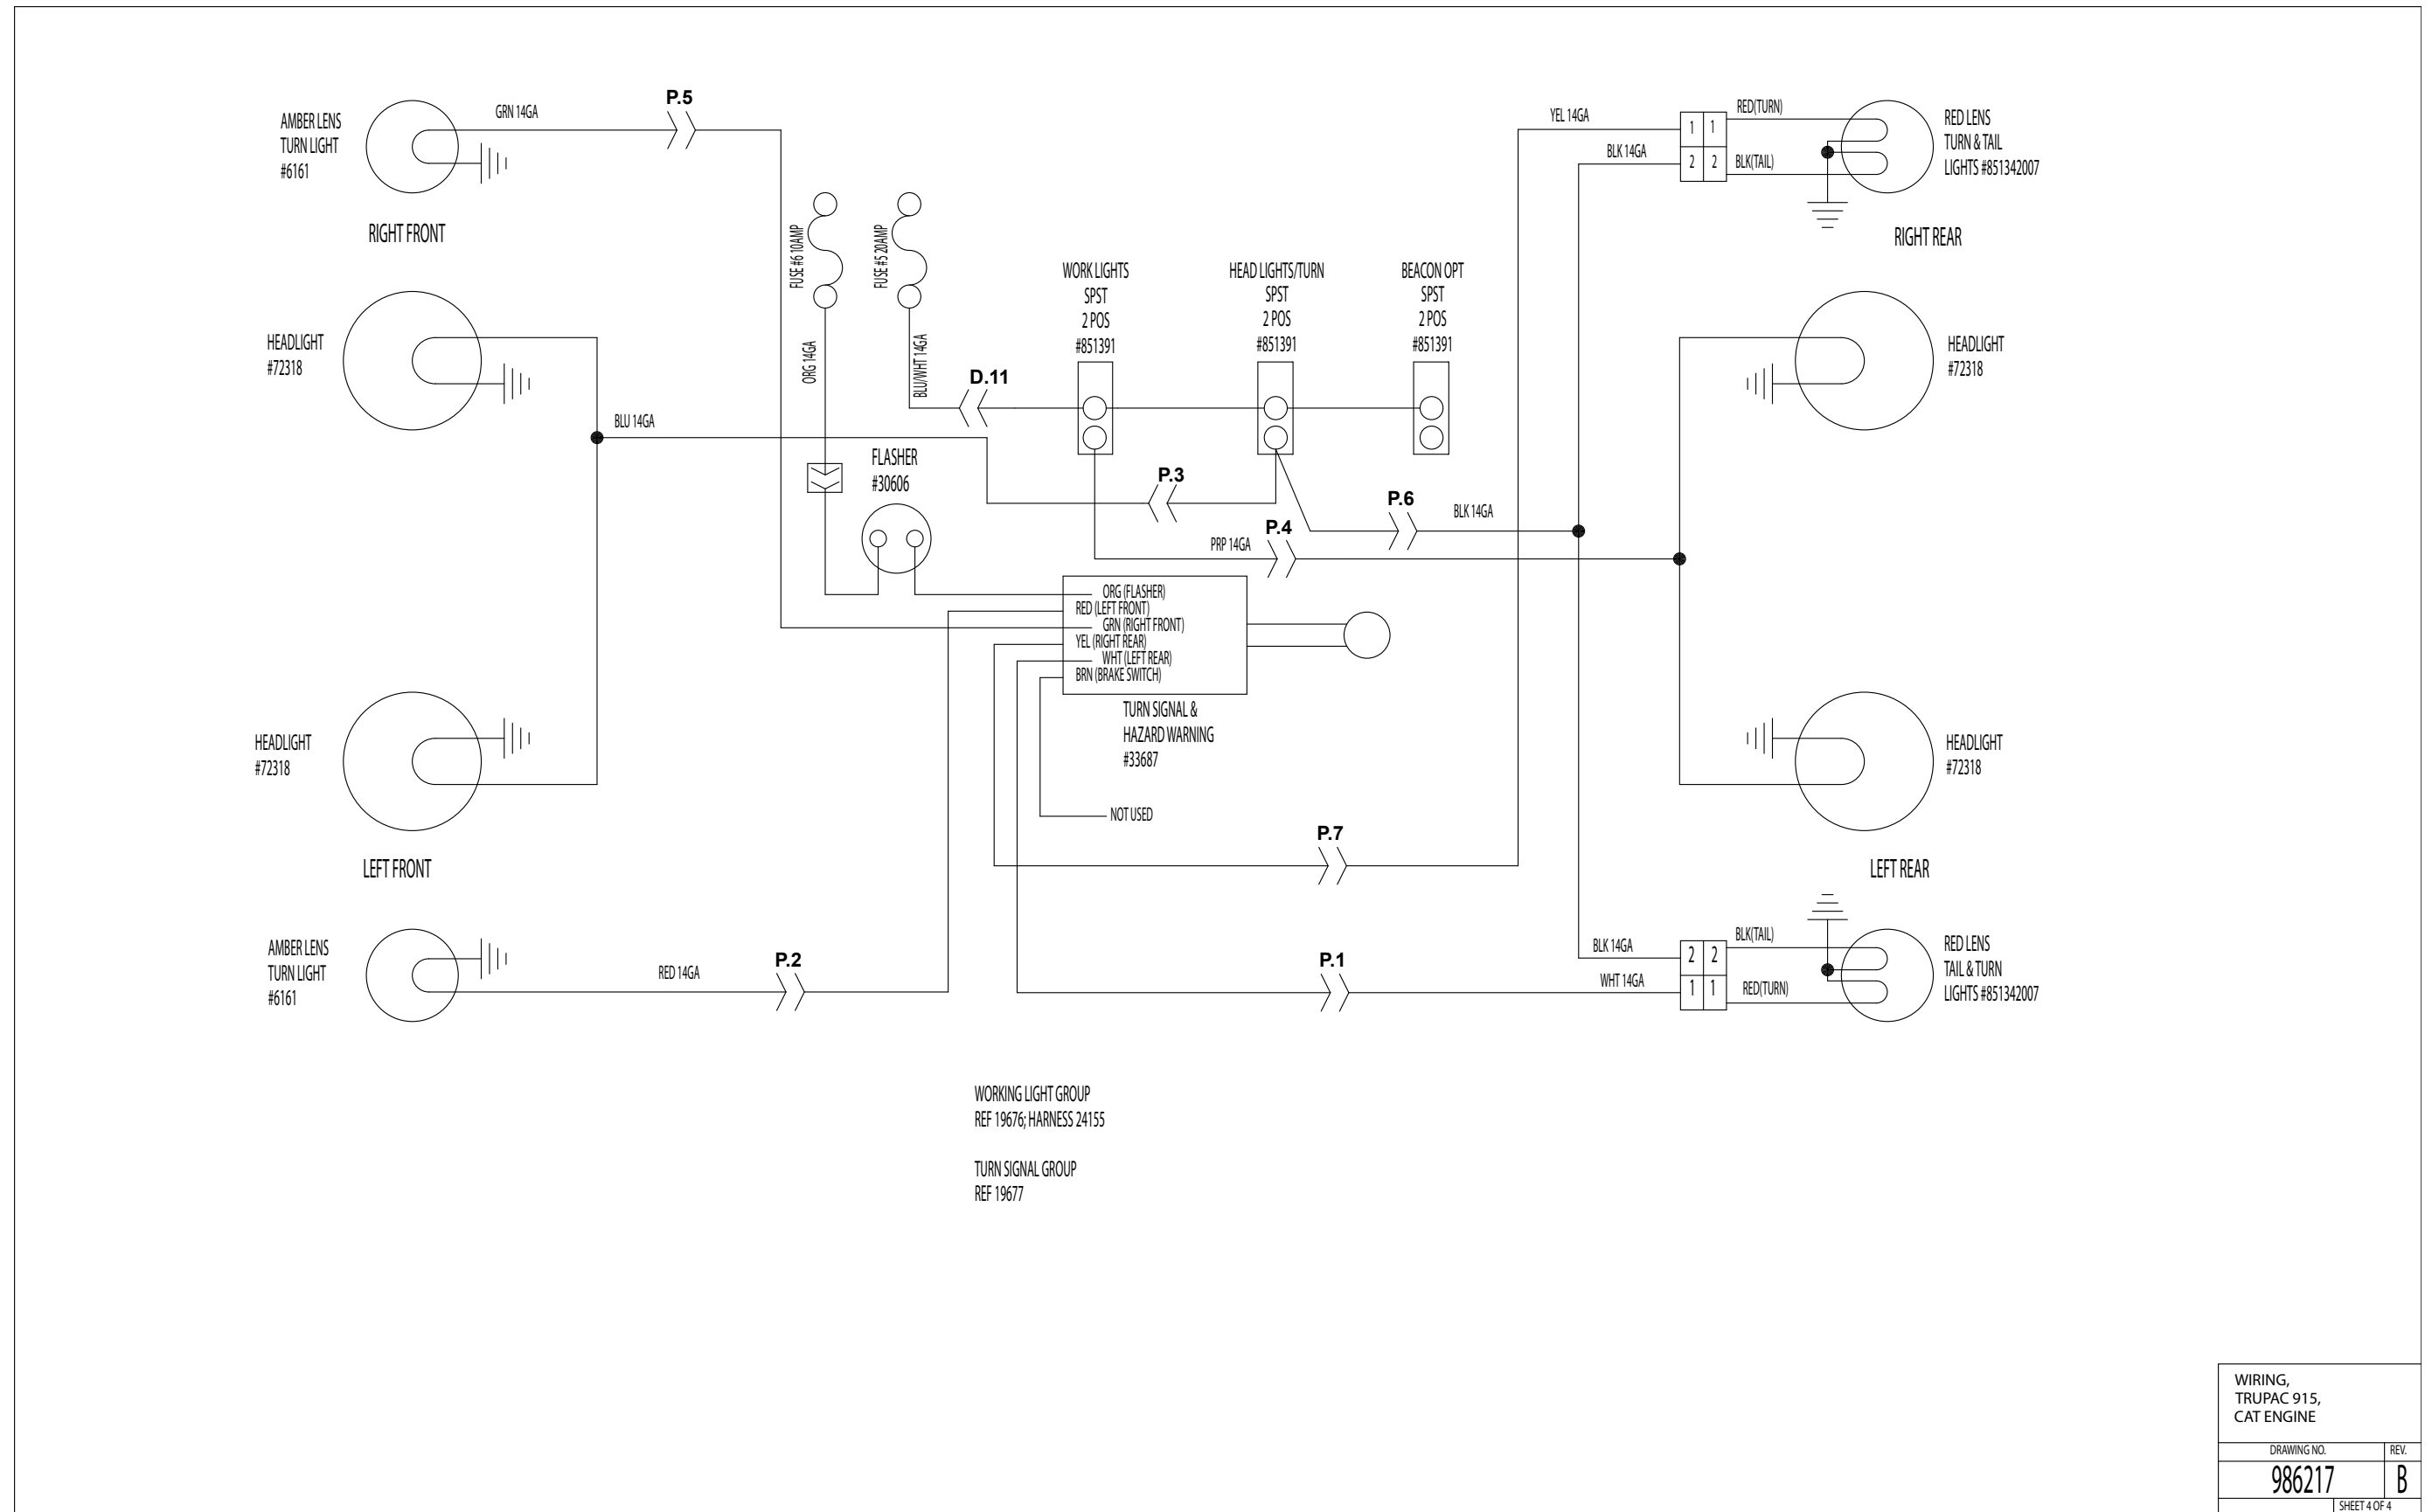 P.5
GRN 14GA
AMBER LENS
TURN LIGHT
#6161
RIGHT FRONT
HEADLIGHT
#72318
BLU 14GA
HEADLIGHT
#72318
LEFT FRONT
AMBER LENS
TURN LIGHT
#6161
RED 14GA
P.2
FUSE #6 10AMP
FUSE #5 20AMP
ORG 14GA
BLU/WHT 14GA
D.11
FLASHER
#30606
WORK LIGHTS
SPST
2 POS
#851391
HEAD LIGHTS/TURN
SPST
2 POS
#851391
BEACON OPT
SPST
2 POS
#851391
P.3
P.6
BLK 14GA
P.4
PRP 14GA
ORG (FLASHER)
RED (LEFT FRONT)
GRN (RIGHT FRONT)
YEL (RIGHT REAR)
WHT (LEFT REAR)
BRN (BRAKE SWITCH)
TURN SIGNAL &
HAZARD WARNING
#33687
NOT USED
P.7
P.1
YEL 14GA
BLK 14GA
1 1
2 2
RED(TURN)
BLK(TAIL)
RED LENS
TURN & TAIL
LIGHTS #851342007
RIGHT REAR
HEADLIGHT
#72318
HEADLIGHT
#72318
LEFT REAR
BLK 14GA
WHT 14GA
2 2
1 1
BLK(TAIL)
RED(TURN)
RED LENS
TAIL & TURN
LIGHTS #851342007
WORKING LIGHT GROUP
REF 19676; HARNESS 24155
TURN SIGNAL GROUP
REF 19677
WIRING,
TRUPAC 915,
CAT ENGINE
DRAWING NO. REV.
986217 B
SHEET 4 OF 4